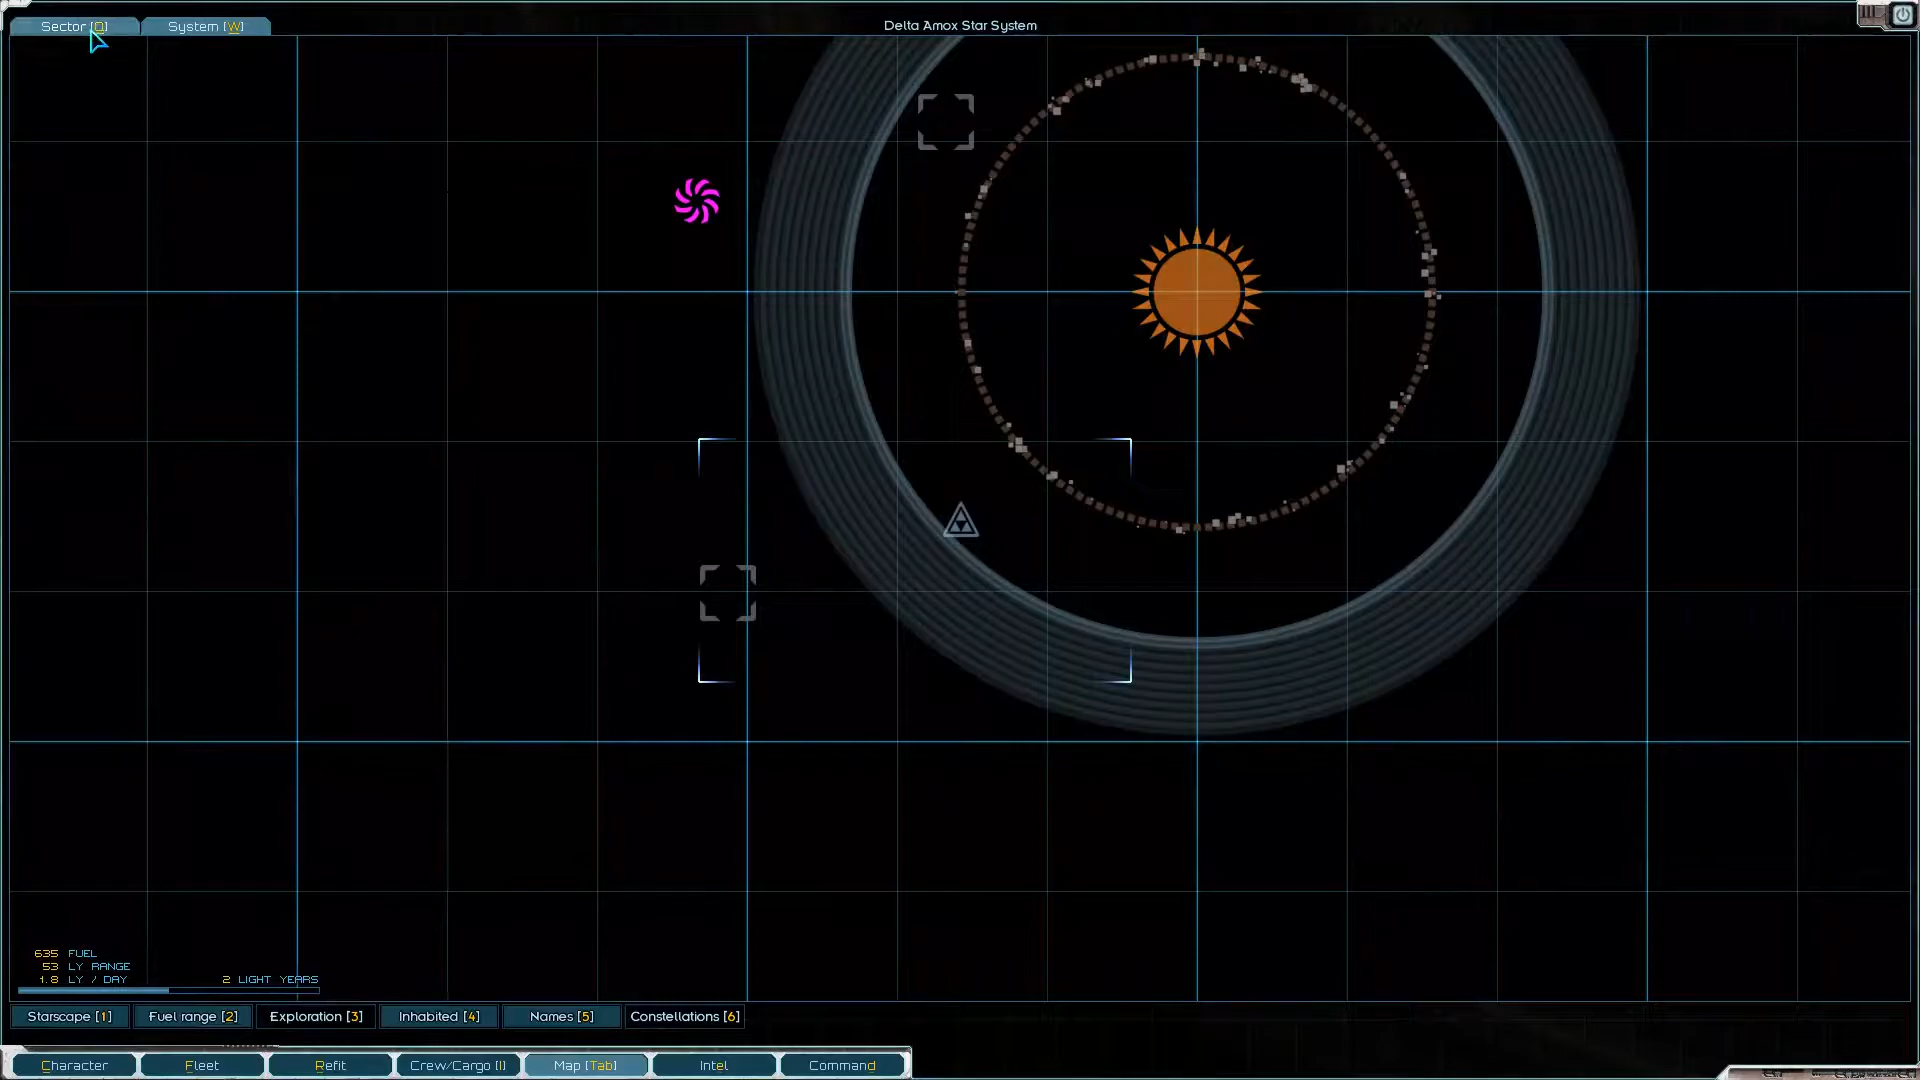 Sector [Q]
System [W]
Delta Amox Star System
635 FUEL
53 LY RANGE
1.8 LY / DAY
2 LIGHT YEARS
Starscape [1]
Fuel range [2]
Exploration [3]
Inhabited [4]
Names [5]
Constellations [6]
Character
Fleet
Refit
Crew/Cargo [I]
Map [Tab]
Intel
Command